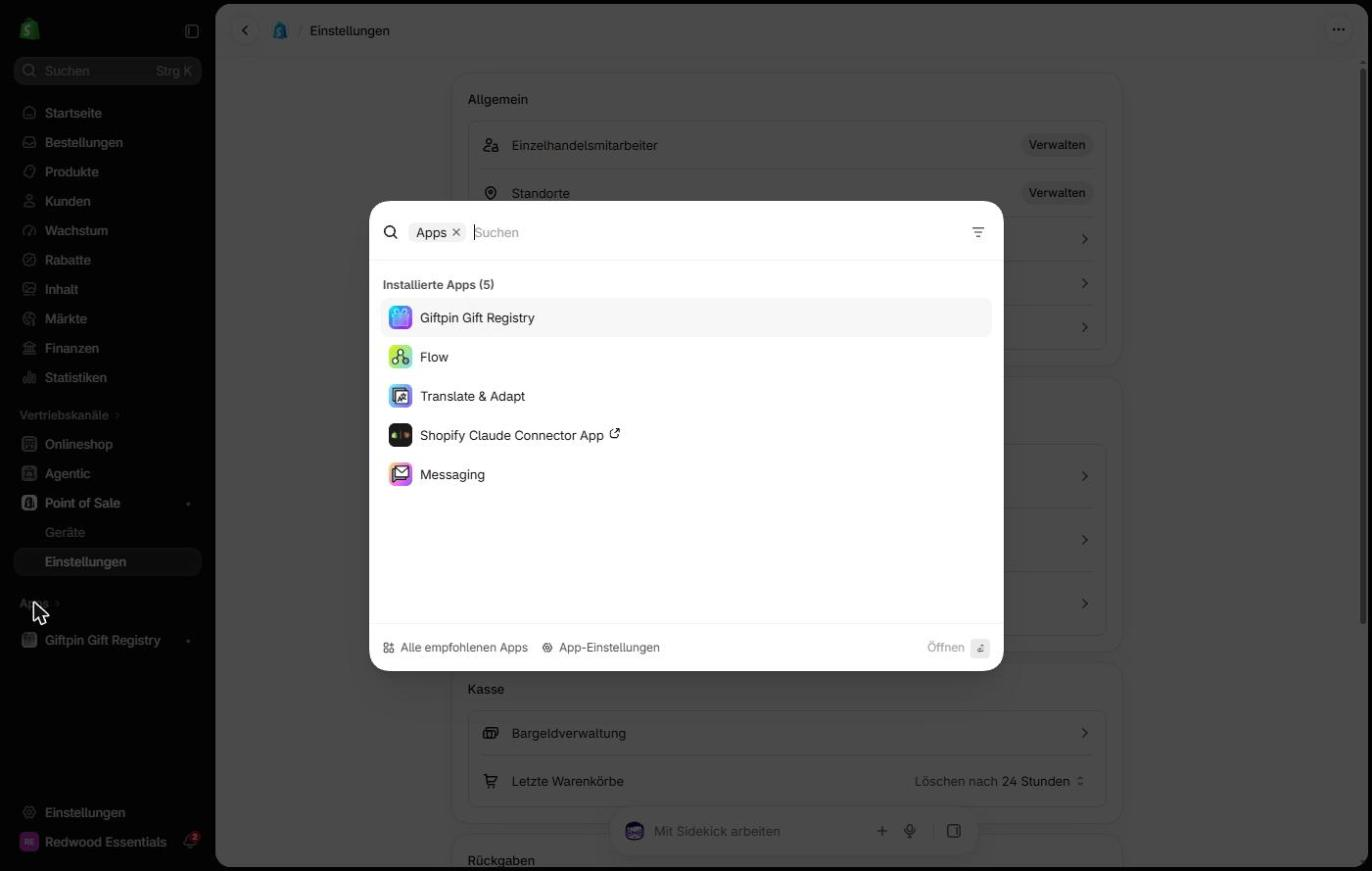 Suchen
Strg K
Startseite
Bestellungen
Produkte
Kunden
Wachstum
Rabatte
Inhalt
Märkte
Finanzen
Statistiken
Vertriebskanäle
Onlineshop
Agentic
Point of Sale
Geräte
Einstellungen
Apps
Giftpin Gift Registry
Einstellungen
RE
Redwood Essentials
2
Einstellungen
Allgemein
Einzelhandelsmitarbeiter
Verwalten
Standorte
Verwalten
Apps
Suchen
Installierte Apps (5)
Giftpin Gift Registry
Flow
Translate & Adapt
Shopify Claude Connector App
Messaging
Alle empfohlenen Apps
App-Einstellungen
Öffnen
Kasse
Bargeldverwaltung
Letzte Warenkörbe
Löschen nach 24 Stunden
Mit Sidekick arbeiten
Rückgaben